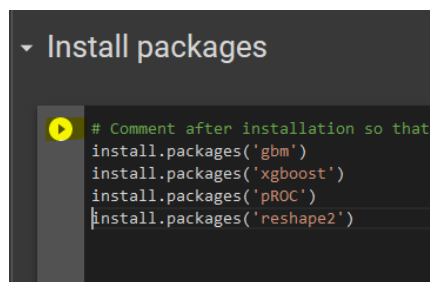 Install packages
# Comment after installation so that
install.packages('gbm')
install.packages('xgboost')
install.packages('pROC')
install.packages('reshape2')